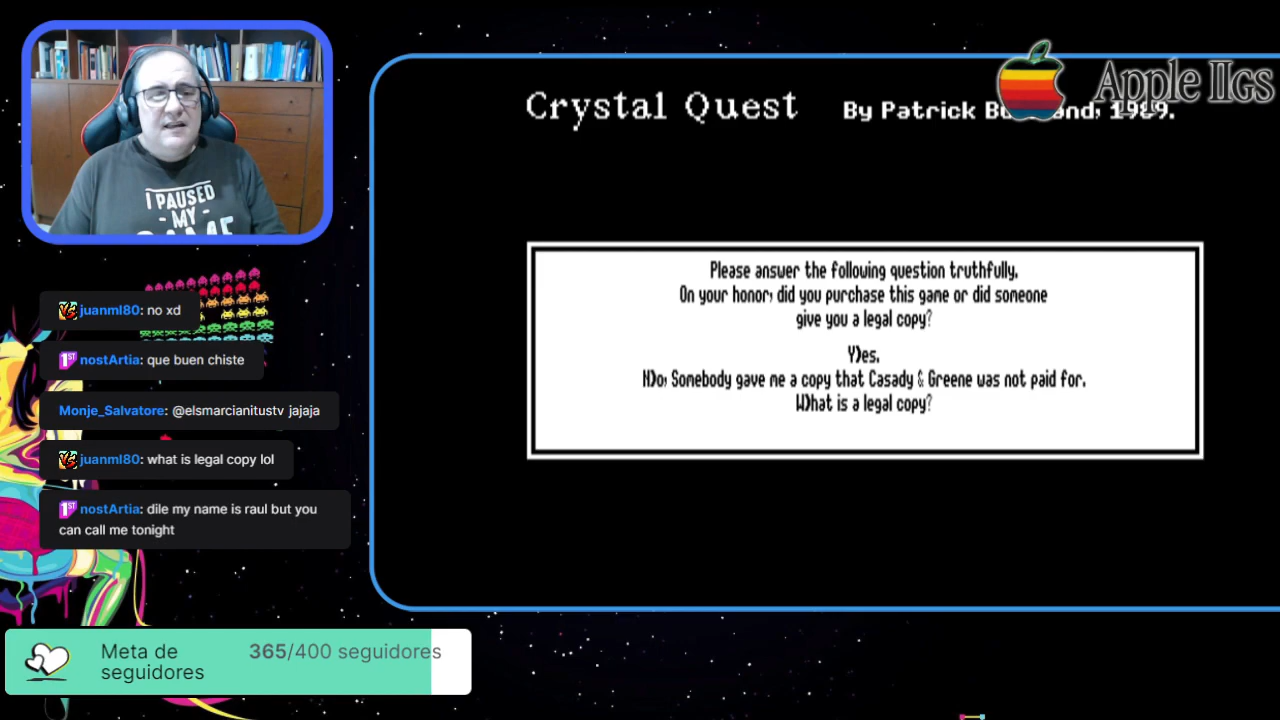 I PAUSED
- MY -
GAME
Apple IIGS
Crystal Quest
By Patrick Bu and, 1989.
Please answer the following question truthfully.
On your honor, did you purchase this game or did someone
give you a legal copy?
Y)es.
N)o, Somebody gave me a copy that Casady & Greene was not paid for.
W)hat is a legal copy?
juanml80: no xd
nostArtia: que buen chiste
Monje_Salvatore: @elsmarcianitustv jajaja
juanml80: what is legal copy lol
nostArtia: dile my name is raul but you
can call me tonight
Meta de
seguidores
365/400 seguidores